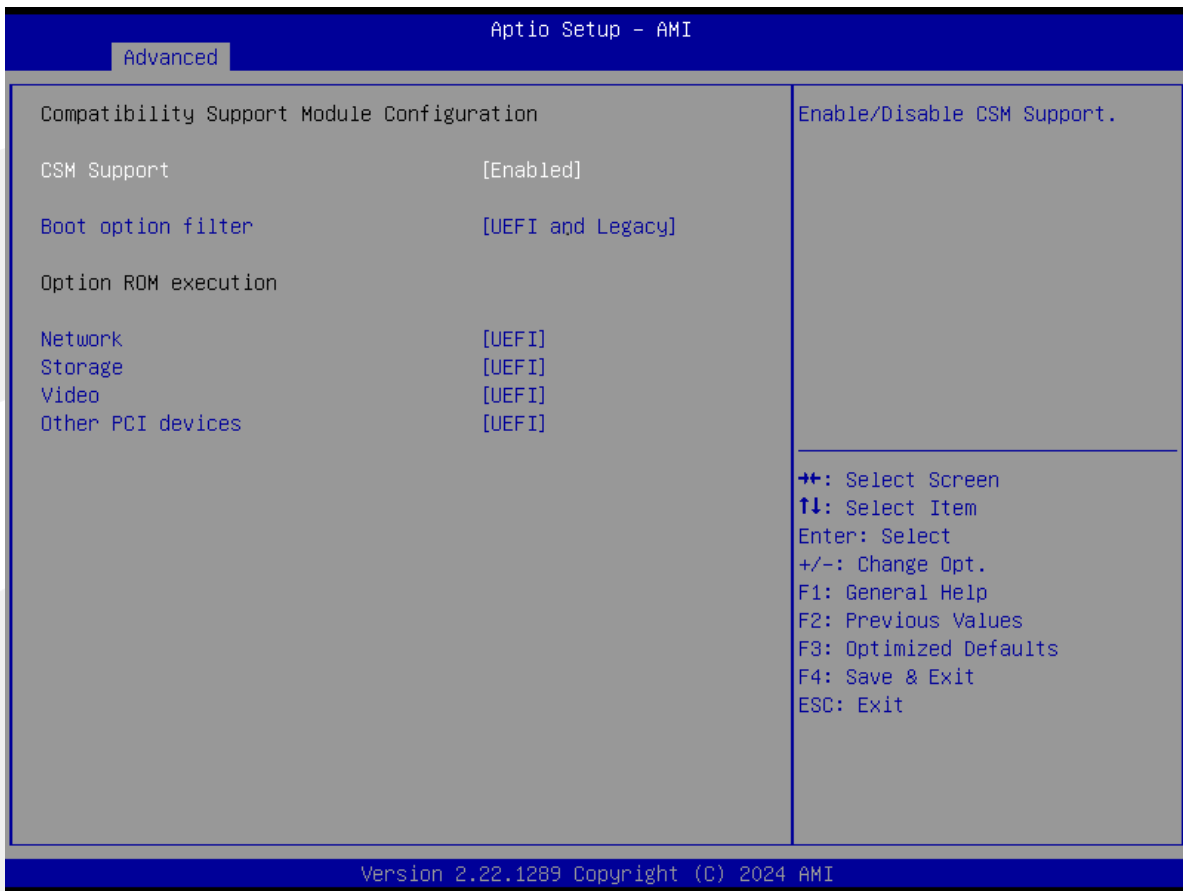 Aptio Setup – AMI
Advanced
Compatibility Support Module Configuration
CSM Support [Enabled]
Boot option filter [UEFI and Legacy]
Option ROM execution
Network [UEFI]
Storage [UEFI]
Video [UEFI]
Other PCI devices [UEFI]
Enable/Disable CSM Support.
→←: Select Screen
↑↓: Select Item
Enter: Select
+/-: Change Opt.
F1: General Help
F2: Previous Values
F3: Optimized Defaults
F4: Save & Exit
ESC: Exit
Version 2.22.1289 Copyright (C) 2024 AMI